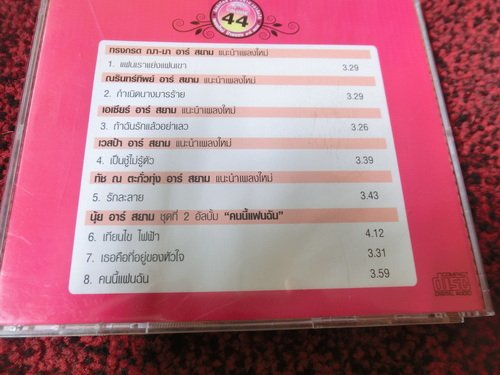 44
ทรงกรต ฌา-มา อาร์ สยาม แนะนำเพลงใหม่
1. แฟนเราแย่งแฟนเขา 3.29
ณรินทร์ทิพย์ อาร์ สยาม แนะนำเพลงใหม่
2. กำเนิดนางมารร้าย 3.29
เอเชียร์ อาร์ สยาม แนะนำเพลงใหม่
3. ถ้าฉันรักแล้วอย่าเลว 3.26
เวสป้า อาร์ สยาม แนะนำเพลงใหม่
4. เป็นชู้ไม่รู้ตัว 3.39
ทัช ณ ตะกั่วทุ่ง อาร์ สยาม แนะนำเพลงใหม่
5. รักละลาย 3.43
นุ้ย อาร์ สยาม ชุดที่ 2 อัลบั้ม "คนนี้แฟนฉัน"
6. เทียนไข ไฟฟ้า 4.12
7. เธอคือที่อยู่ของหัวใจ 3.31
8. คนนี้แฟนฉัน 3.59
COMPACT
disc
DIGITAL AUDIO